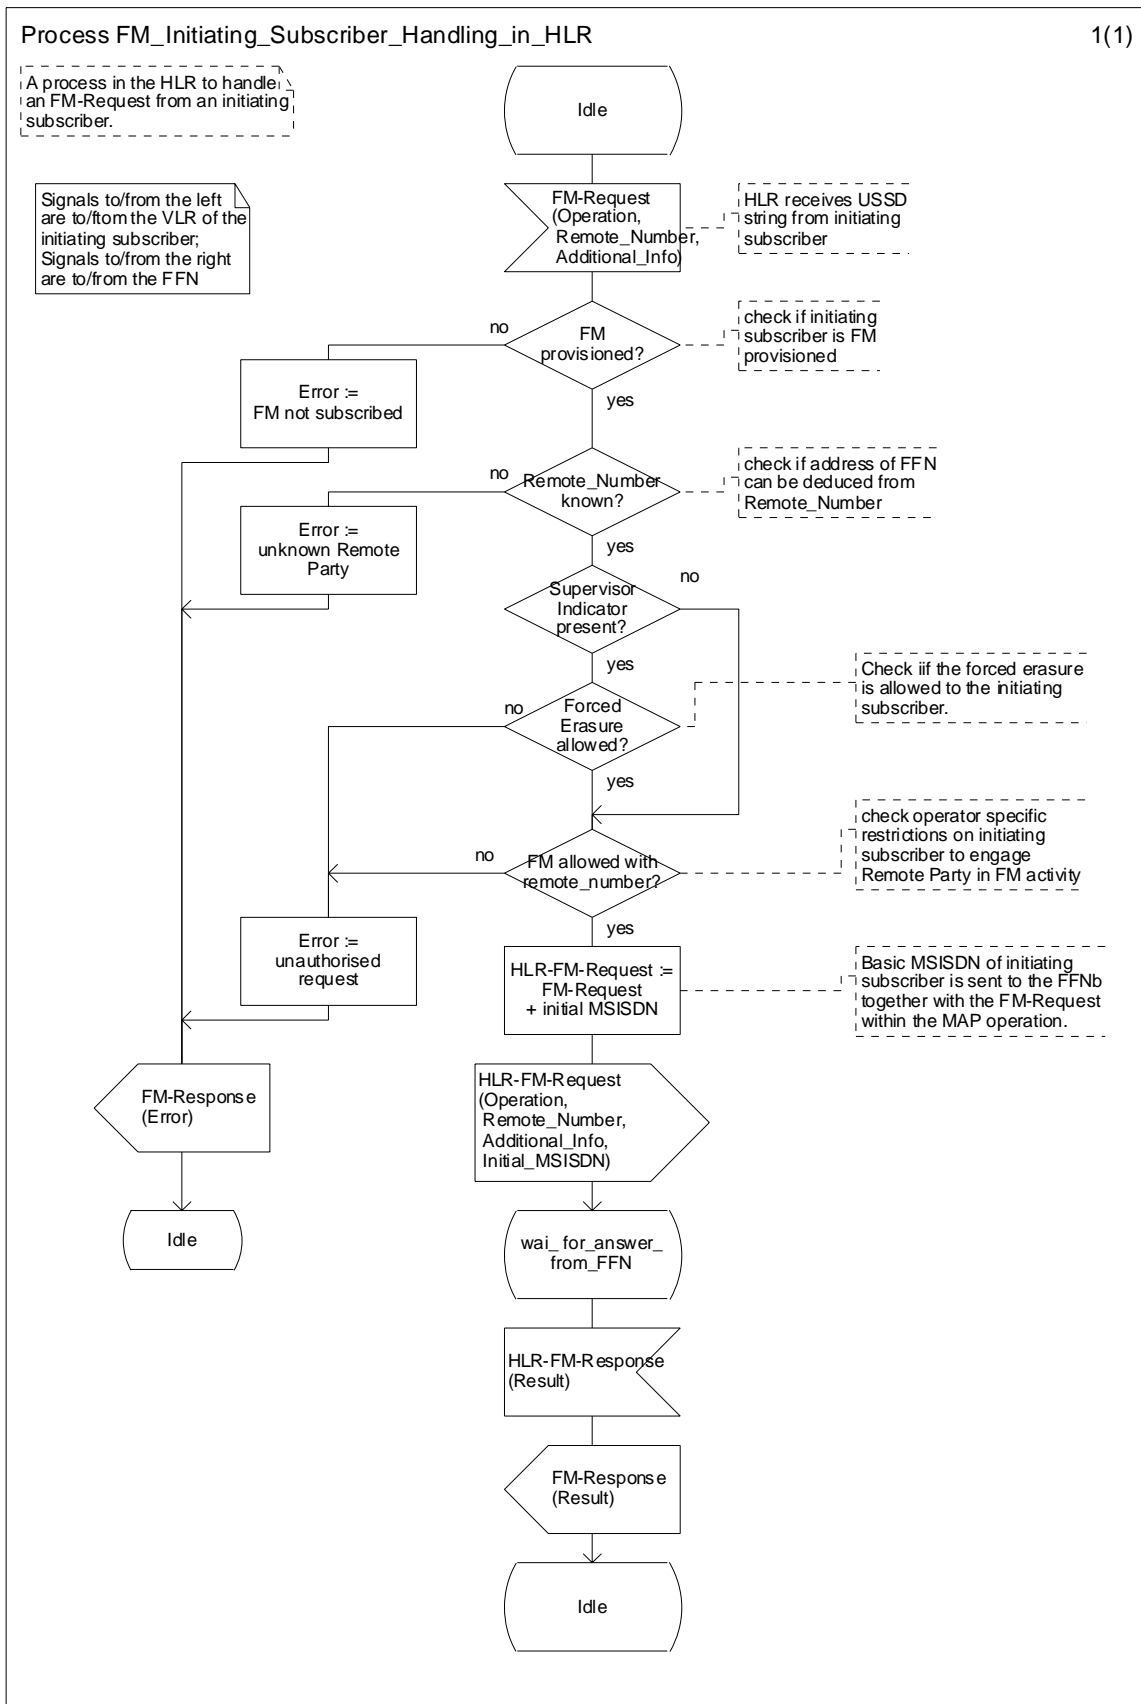 Process FM_Initiating_Subscriber_Handling_in_HLR
1(1)
A process in the HLR to handle
an FM-Request from an initiating
subscriber.
Idle
Signals to/from the left
are to/ftom the VLR of the
initiating subscriber;
Signals to/from the right
are to/from the FFN
FM-Request
(Operation,
Remote_Number,
Additional_Info)
HLR receives USSD
string from initiating
subscriber
no
FM
provisioned?
check if initiating
subscriber is FM
provisioned
Error :=
FM not subscribed
yes
no
Remote_Number
known?
check if address of FFN
can be deduced from
Remote_Number
Error :=
unknown Remote
Party
yes
Supervisor
Indicator
present?
no
yes
Check iif the forced erasure
is allowed to the initiating
subscriber.
no
Forced
Erasure
allowed?
yes
check operator specific
restrictions on initiating
subscriber to engage
Remote Party in FM activity
no
FM allowed with
remote_number?
yes
Error :=
unauthorised
request
HLR-FM-Request :=
FM-Request
+ initial MSISDN
Basic MSISDN of initiating
subscriber is sent to the FFNb
together with the FM-Request
within the MAP operation.
FM-Response
(Error)
HLR-FM-Request
(Operation,
Remote_Number,
Additional_Info,
Initial_MSISDN)
Idle
wai_ for_answer_
from_FFN
HLR-FM-Response
(Result)
FM-Response
(Result)
Idle